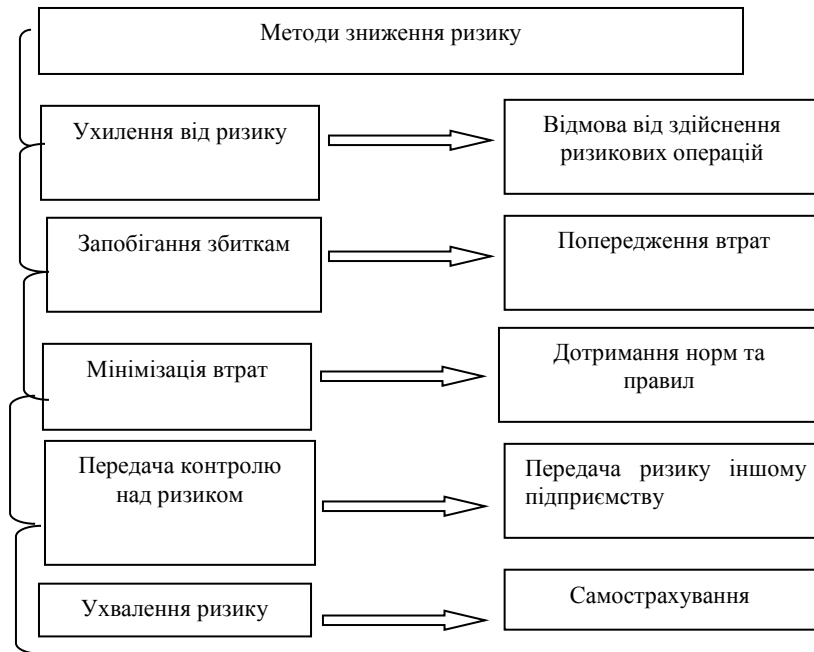 Методи зниження ризику
Ухилення від ризику
Відмова від здійснення
ризикових операцій
Запобігання збиткам
Попередження втрат
Мінімізація втрат
Дотримання норм та
правил
Передача контролю
над ризиком
Передача ризику іншому
підприємству
Ухвалення ризику
Самострахування